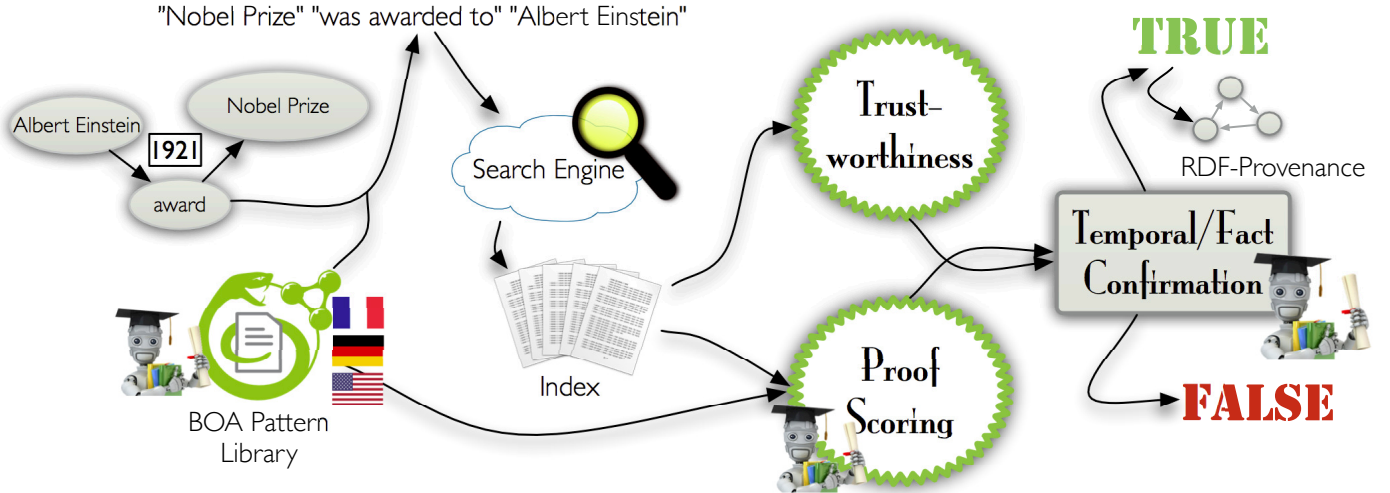 "Nobel Prize" "was awarded to" "Albert Einstein"
Albert Einstein
1921
Nobel Prize
award
BOA Pattern
Library
Search Engine
Index
Trust-
worthiness
Proof
Scoring
TRUE
RDF-Provenance
Temporal/Fact
Confirmation
FALSE